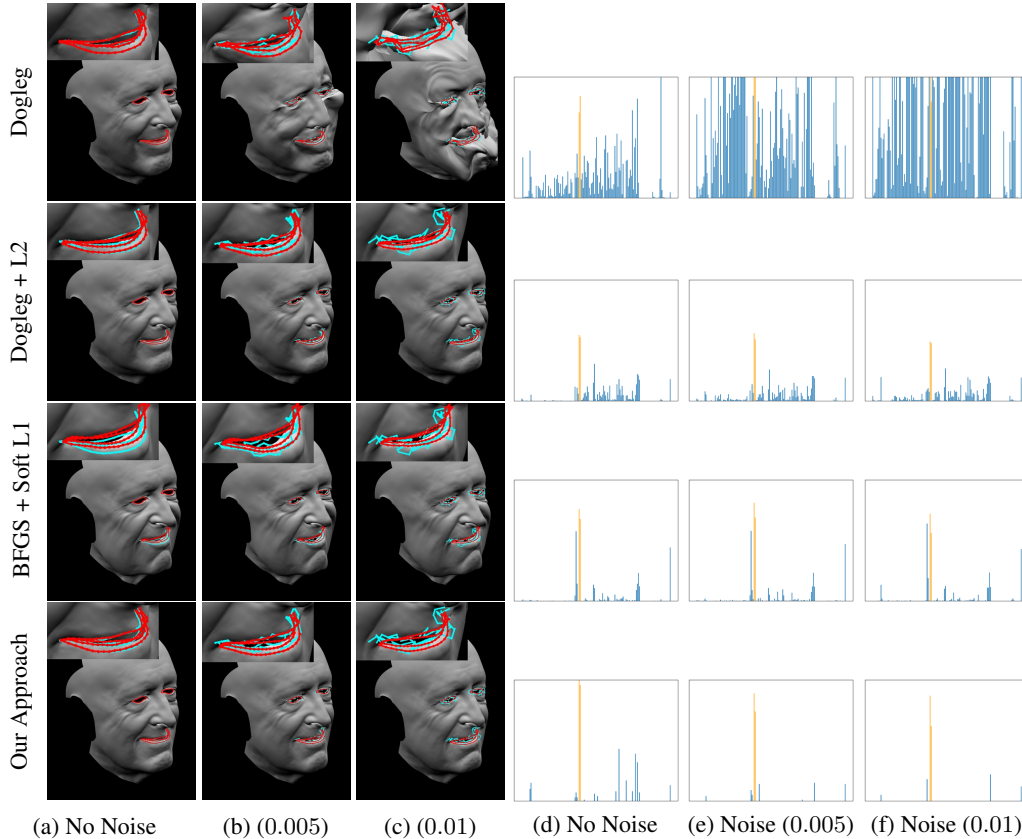 Dogleg
Dogleg + L2
BFGS + Soft L1
Our Approach
(a) No Noise
(b) (0.005)
(c) (0.01)
(d) No Noise
(e) Noise (0.005)
(f) Noise (0.01)